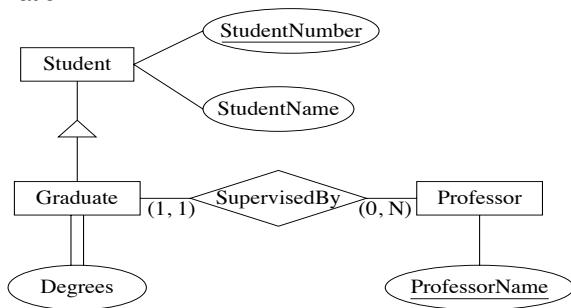 StudentNumber
Student
StudentName
Graduate
(1, 1)
SupervisedBy
(0, N)
Professor
Degrees
ProfessorName